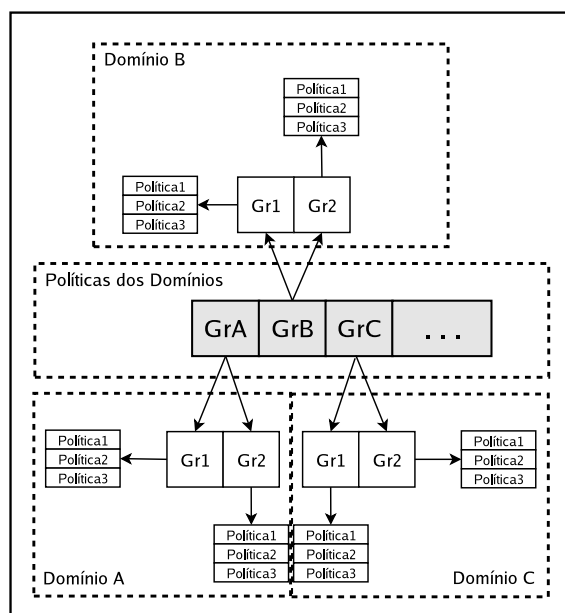 Domínio B
Política1
Política2
Política3
Política1
Política2
Política3
Gr1 Gr2
Políticas dos Domínios
GrA GrB GrC ...
Política1
Política2
Política3
Gr1 Gr2
Gr1 Gr2
Política1
Política2
Política3
Política1
Política2
Política3
Política1
Política2
Política3
Domínio A
Domínio C